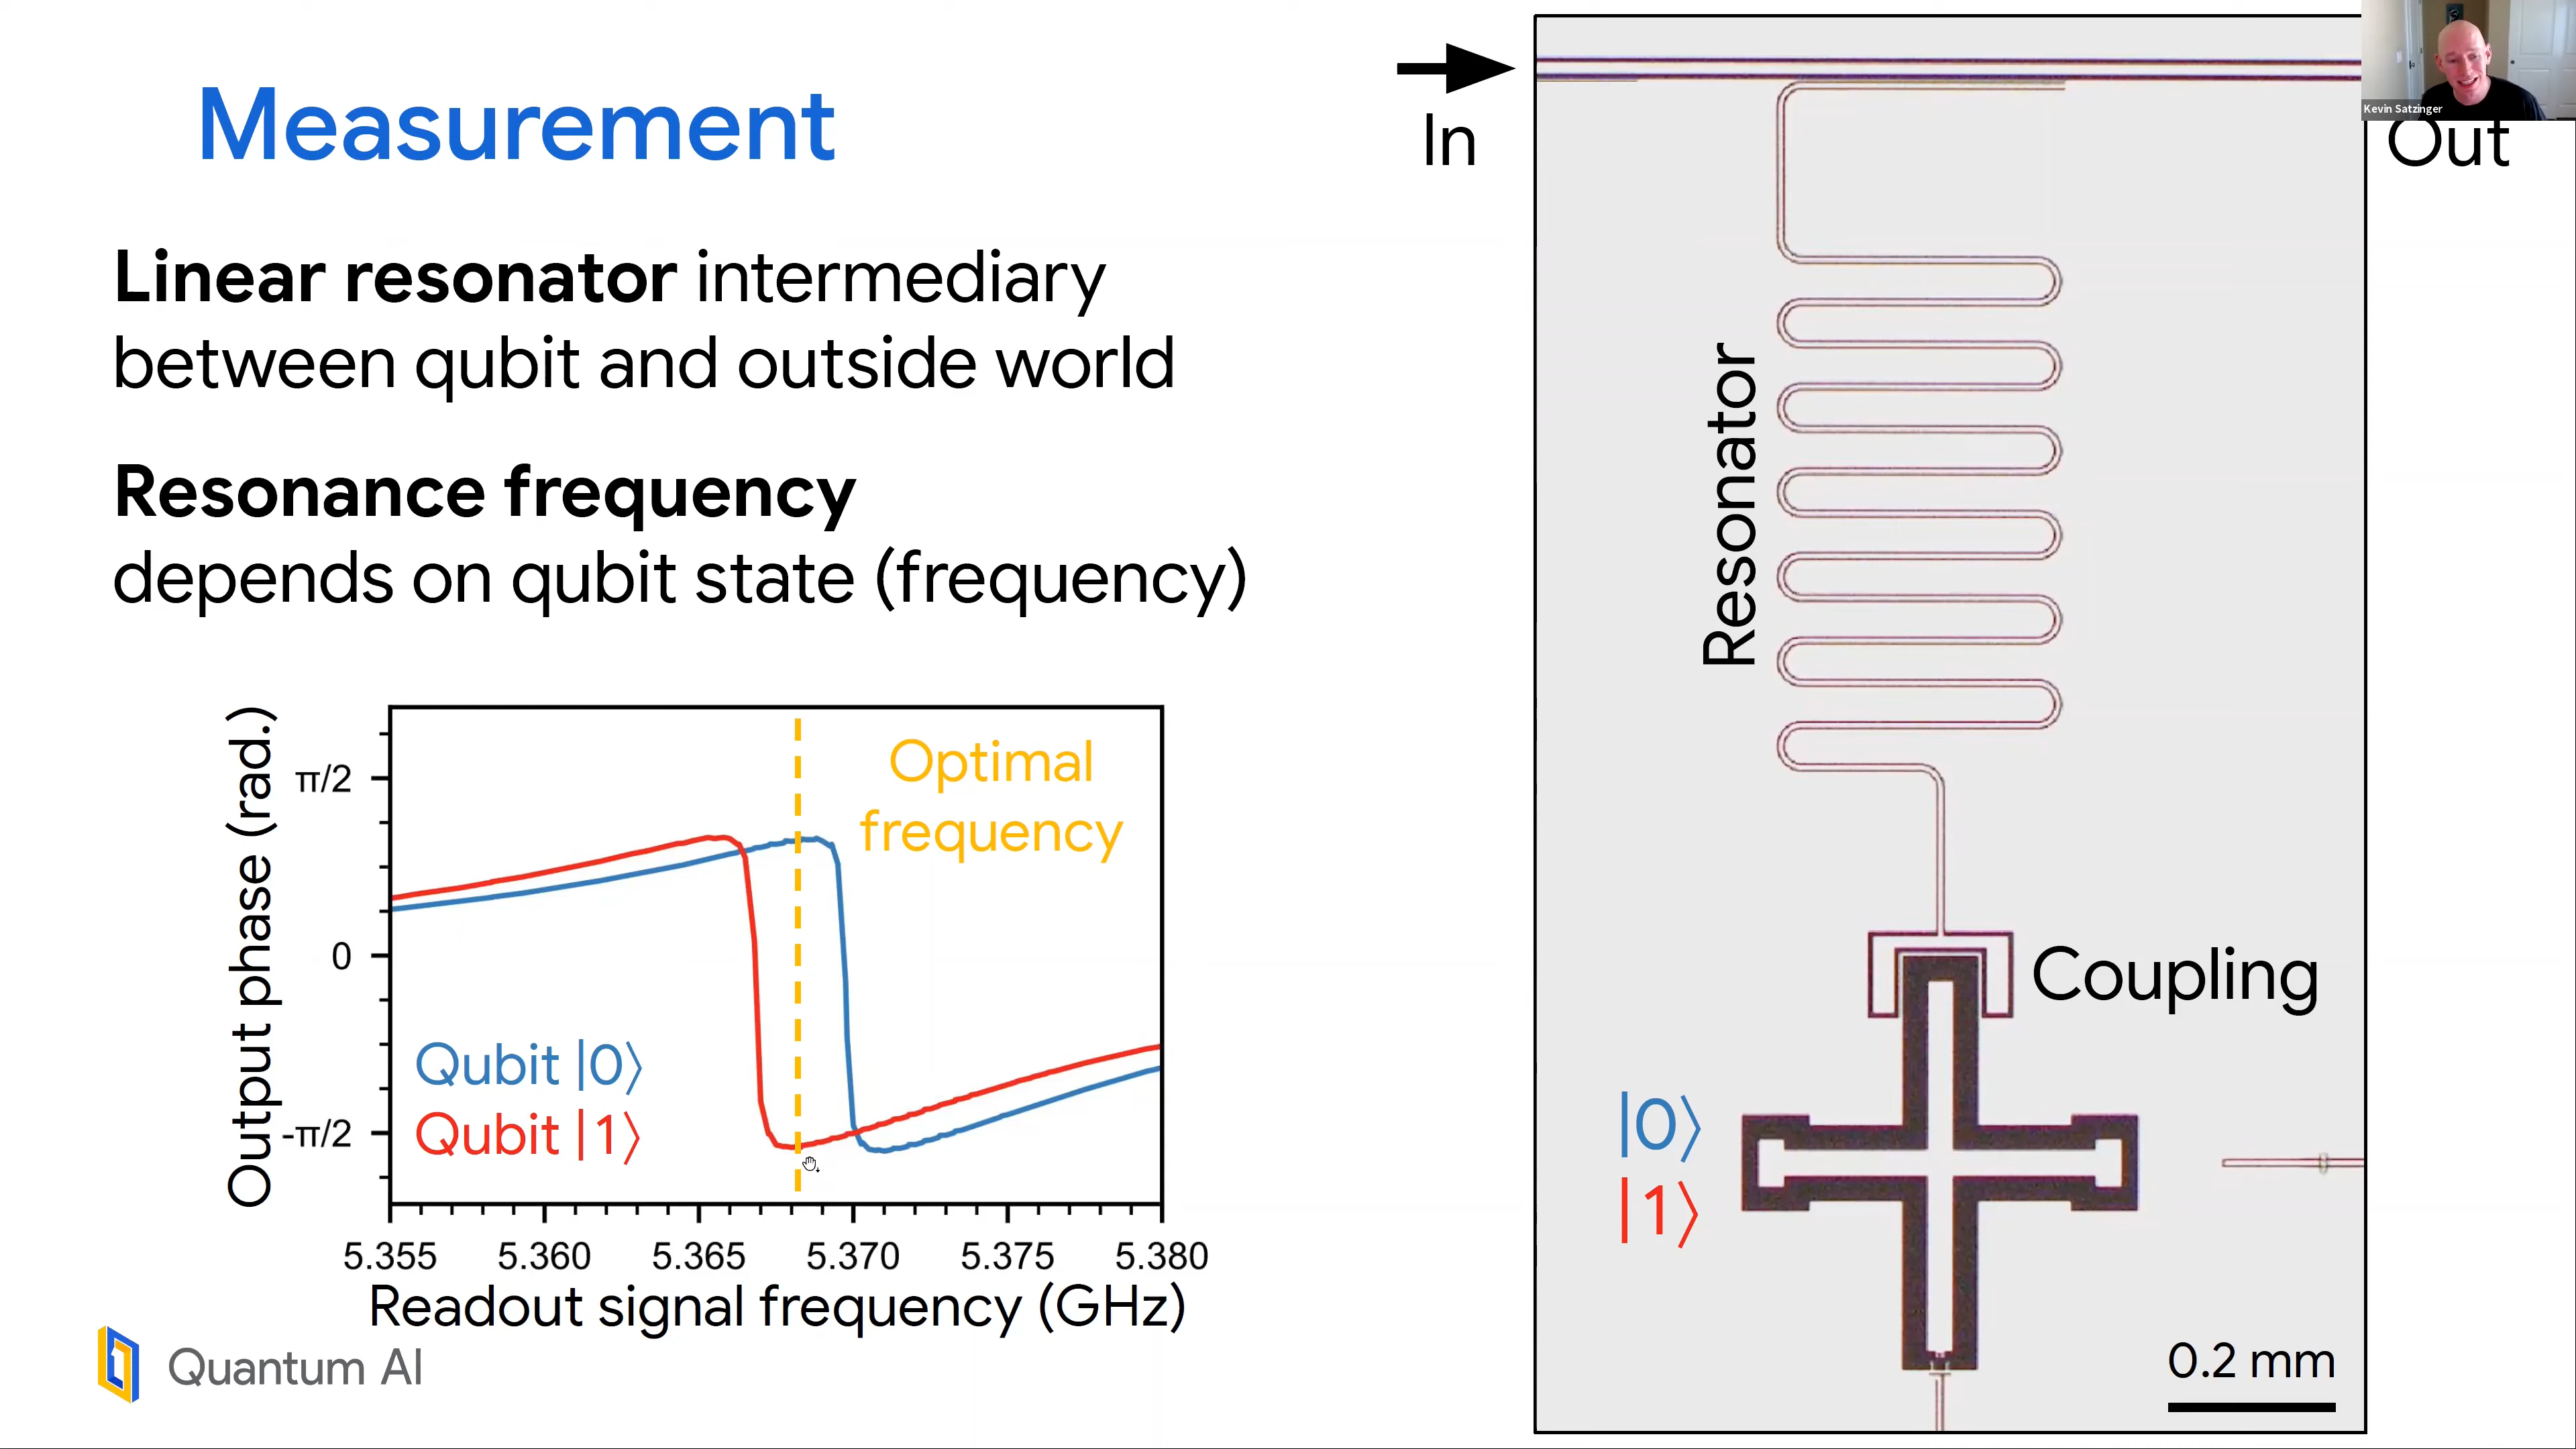 Measurement
Linear resonator intermediary
between qubit and outside world
Resonance frequency
depends on qubit state (frequency)
Output phase (rad.)
π/2
0
-π/2
Optimal
frequency
Qubit |0⟩
Qubit |1⟩
5.355 5.360 5.365 5.370 5.375 5.380
Readout signal frequency (GHz)
Quantum AI
In
Out
Kevin Satzinger
Resonator
Coupling
|0⟩
|1⟩
0.2 mm